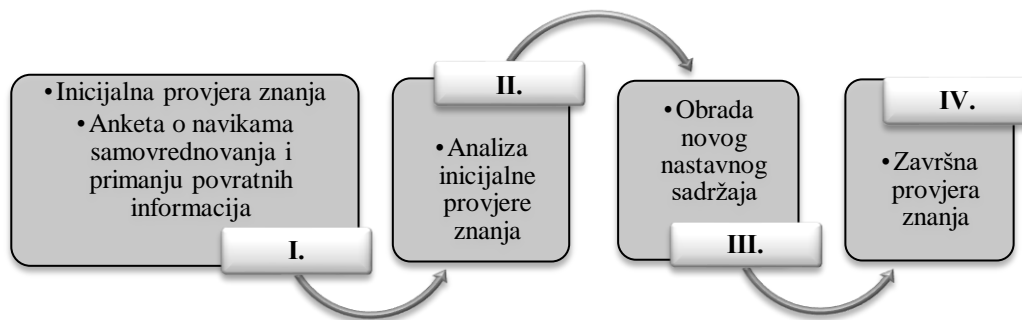 •Inicijalna provjera znanja
•Anketa o navikama
samovrednovanja i
primanju povratnih
informacija
I.
II.
•Analiza
inicijalne
provjere
znanja
•Obrada
novog
nastavnog
sadržaja
III.
IV.
•Završna
provjera
znanja